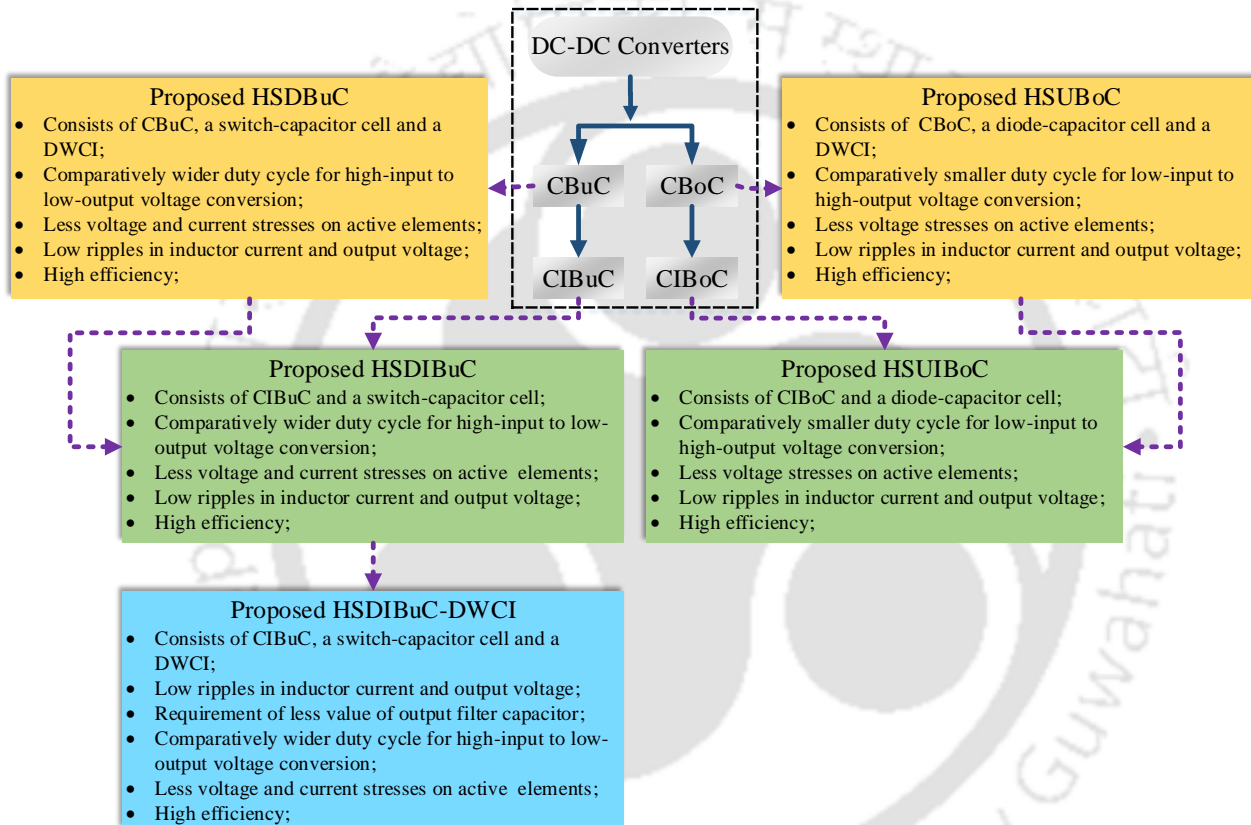 DC-DC Converters
CBuC
CBoC
CIBuC
CIBoC
Proposed HSDBuC
• Consists of CBuC, a switch-capacitor cell and a
DWCI;
• Comparatively wider duty cycle for high-input to
low-output voltage conversion;
• Less voltage and current stresses on active elements;
• Low ripples in inductor current and output voltage;
• High efficiency;
Proposed HSUBoC
• Consists of CBoC, a diode-capacitor cell and a
DWCI;
• Comparatively smaller duty cycle for low-input to
high-output voltage conversion;
• Less voltage stresses on active elements;
• Low ripples in inductor current and output voltage;
• High efficiency;
Proposed HSDIBuC
• Consists of CIBuC and a switch-capacitor cell;
• Comparatively wider duty cycle for high-input to low-
output voltage conversion;
• Less voltage and current stresses on active elements;
• Low ripples in inductor current and output voltage;
• High efficiency;
Proposed HSUIBoC
• Consists of CIBoC and a diode-capacitor cell;
• Comparatively smaller duty cycle for low-input to
high-output voltage conversion;
• Less voltage stresses on active elements;
• Low ripples in inductor current and output voltage;
• High efficiency;
Proposed HSDIBuC-DWCI
• Consists of CIBuC, a switch-capacitor cell and a
DWCI;
• Low ripples in inductor current and output voltage;
• Requirement of less value of output filter capacitor;
• Comparatively wider duty cycle for high-input to low-
output voltage conversion;
• Less voltage and current stresses on active elements;
• High efficiency;
Guwahati